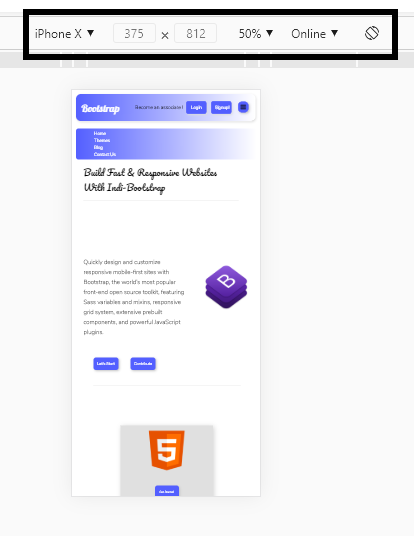 iPhone X ▼ 375 × 812 50% ▼ Online ▼
Bootstrap Become an associate! Login Signup!
Home
Themes
Blog
Contact Us
Build Fast & Responsive Websites
With Indi-Bootstrap
Quickly design and customize
responsive mobile-first sites with
Bootstrap, the world's most popular
front-end open source toolkit, featuring
Sass variables and mixins, responsive
grid system, extensive prebuilt
components, and powerful JavaScript
plugins.
B
Let's Start Contribute
5